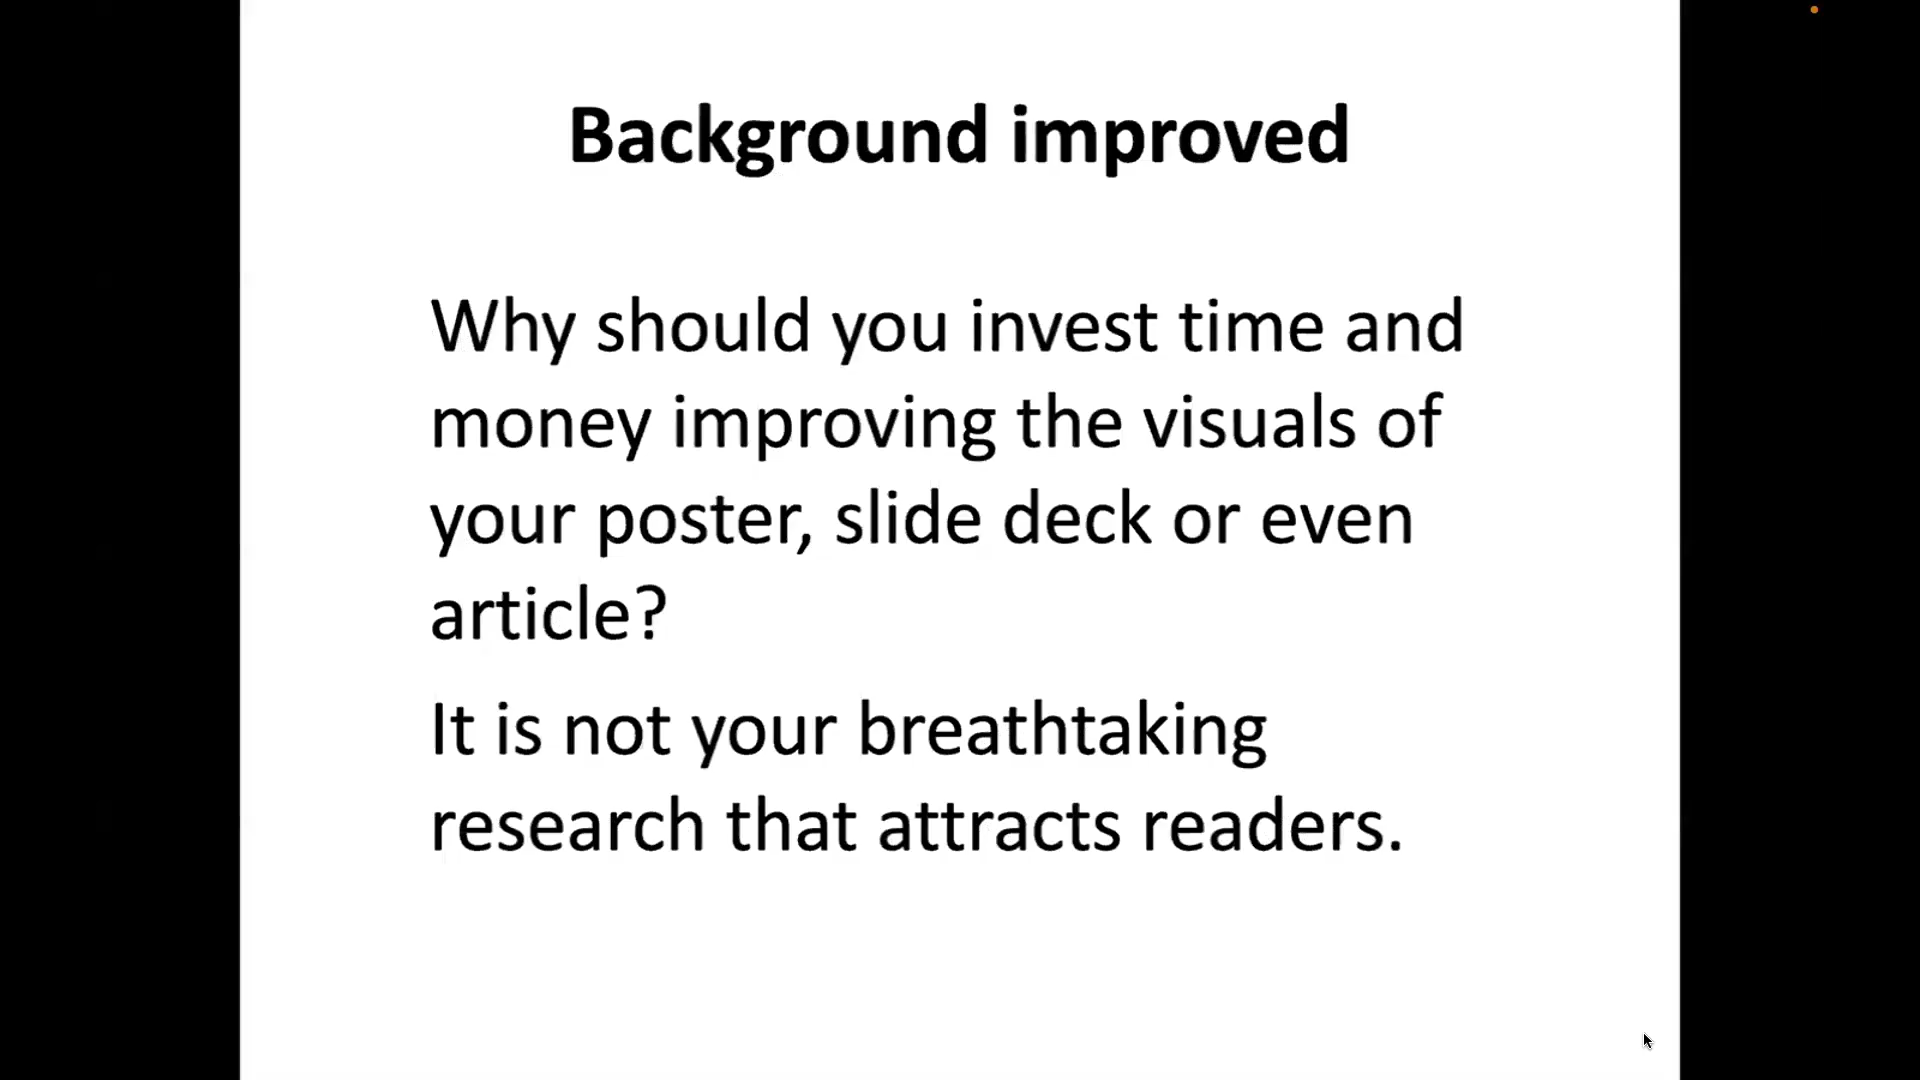 Background improved
Why should you invest time and
money improving the visuals of
your poster, slide deck or even
article?
It is not your breathtaking
research that attracts readers.